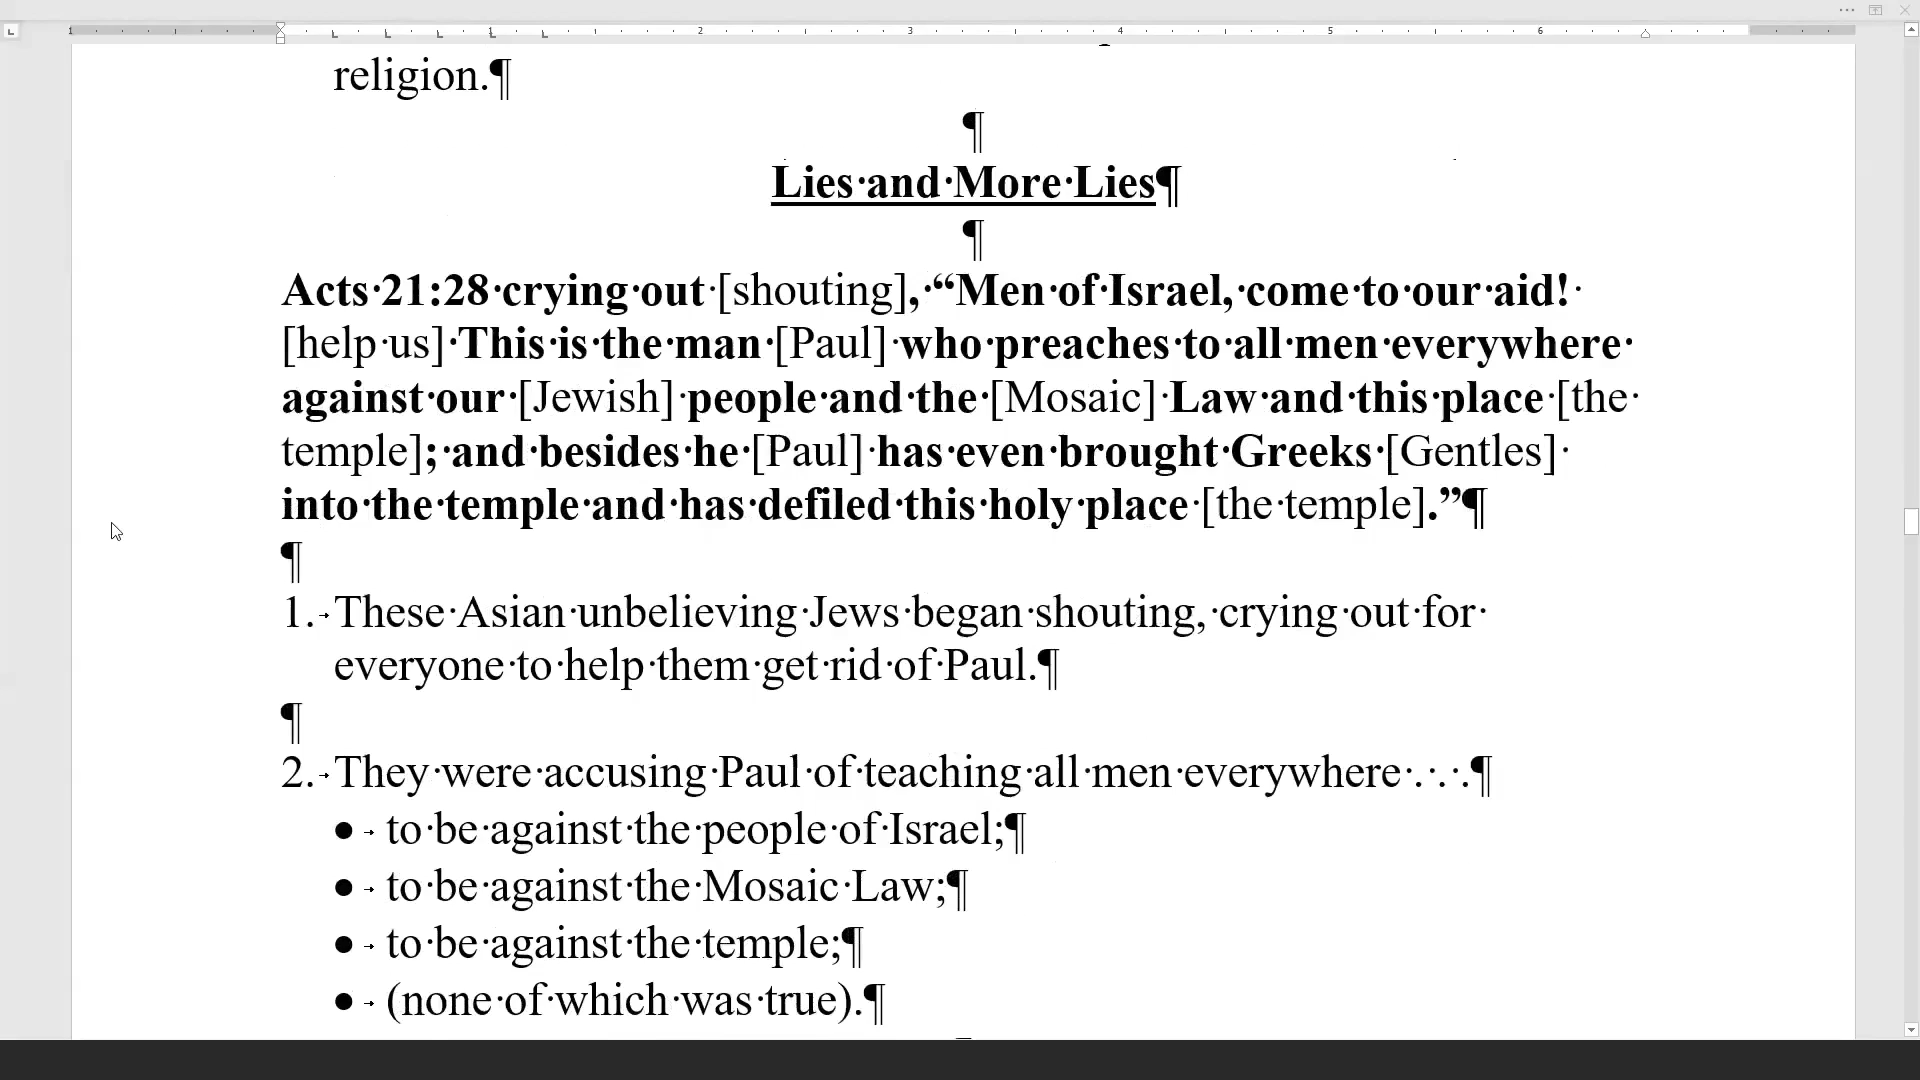 religion.¶
¶
Lies and More Lies¶
¶
Acts 21:28 crying out [shouting], “Men of Israel, come to our aid!
[help us] This is the man [Paul] who preaches to all men everywhere
against our [Jewish] people and the [Mosaic] Law and this place [the
temple]; and besides he [Paul] has even brought Greeks [Gentles]
into the temple and has defiled this holy place [the temple].”¶
¶
1. These Asian unbelieving Jews began shouting, crying out for
everyone to help them get rid of Paul.¶
¶
2. They were accusing Paul of teaching all men everywhere . . .¶
• to be against the people of Israel;¶
• to be against the Mosaic Law;¶
• to be against the temple;¶
• (none of which was true).¶